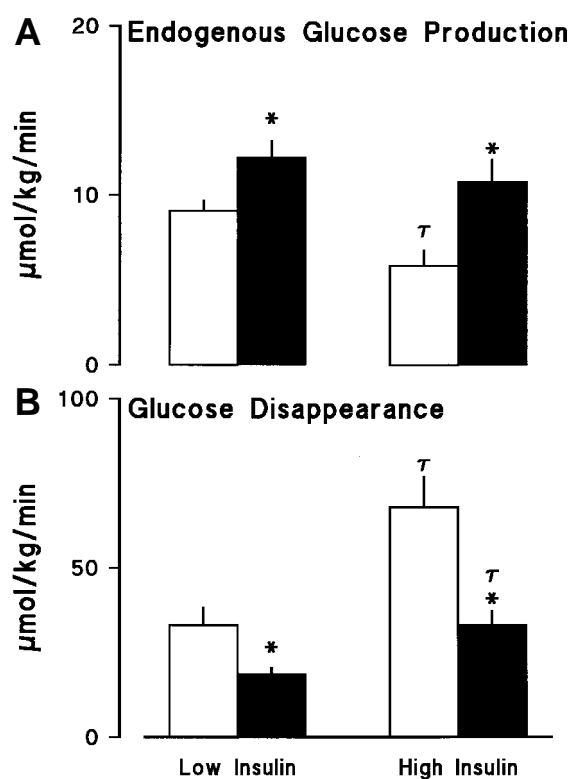 A
Endogenous Glucose Production
20
10
0
µmol/kg/min
*
τ
*
B
Glucose Disappearance
100
50
0
µmol/kg/min
*
τ
τ
*
Low Insulin
High Insulin